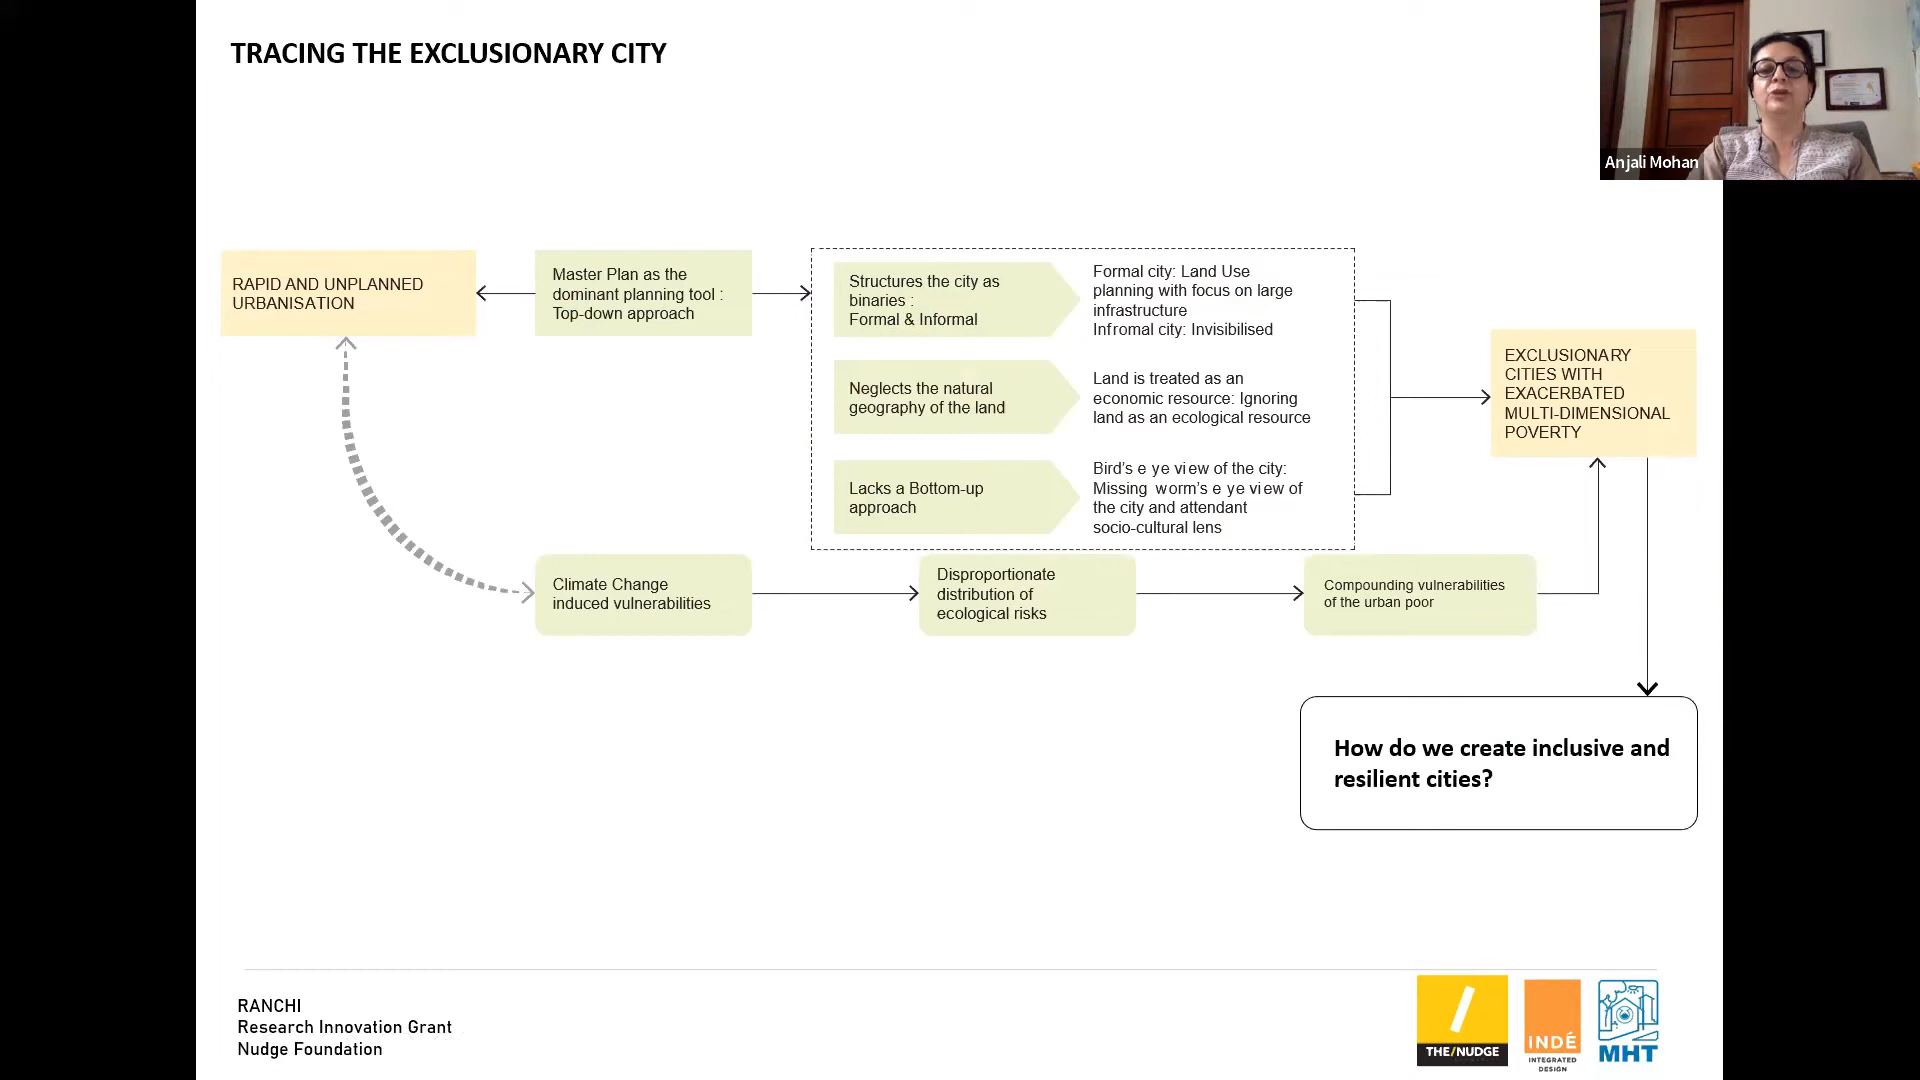 TRACING THE EXCLUSIONARY CITY
Anjali Mohan
RAPID AND UNPLANNED
URBANISATION
Master Plan as the
dominant planning tool :
Top-down approach
Structures the city as
binaries :
Formal & Informal
Formal city: Land Use
planning with focus on large
infrastructure
Infromal city: Invisibilised
Neglects the natural
geography of the land
Land is treated as an
economic resource: Ignoring
land as an ecological resource
Lacks a Bottom-up
approach
Bird's e ye view of the city:
Missing worm's e ye view of
the city and attendant
socio-cultural lens
EXCLUSIONARY
CITIES WITH
EXACERBATED
MULTI-DIMENSIONAL
POVERTY
Climate Change
induced vulnerabilities
Disproportionate
distribution of
ecological risks
Compounding vulnerabilities
of the urban poor
How do we create inclusive and
resilient cities?
RANCHI
Research Innovation Grant
Nudge Foundation
THE/NUDGE
INDÉ
INTEGRATED
DESIGN
MHT